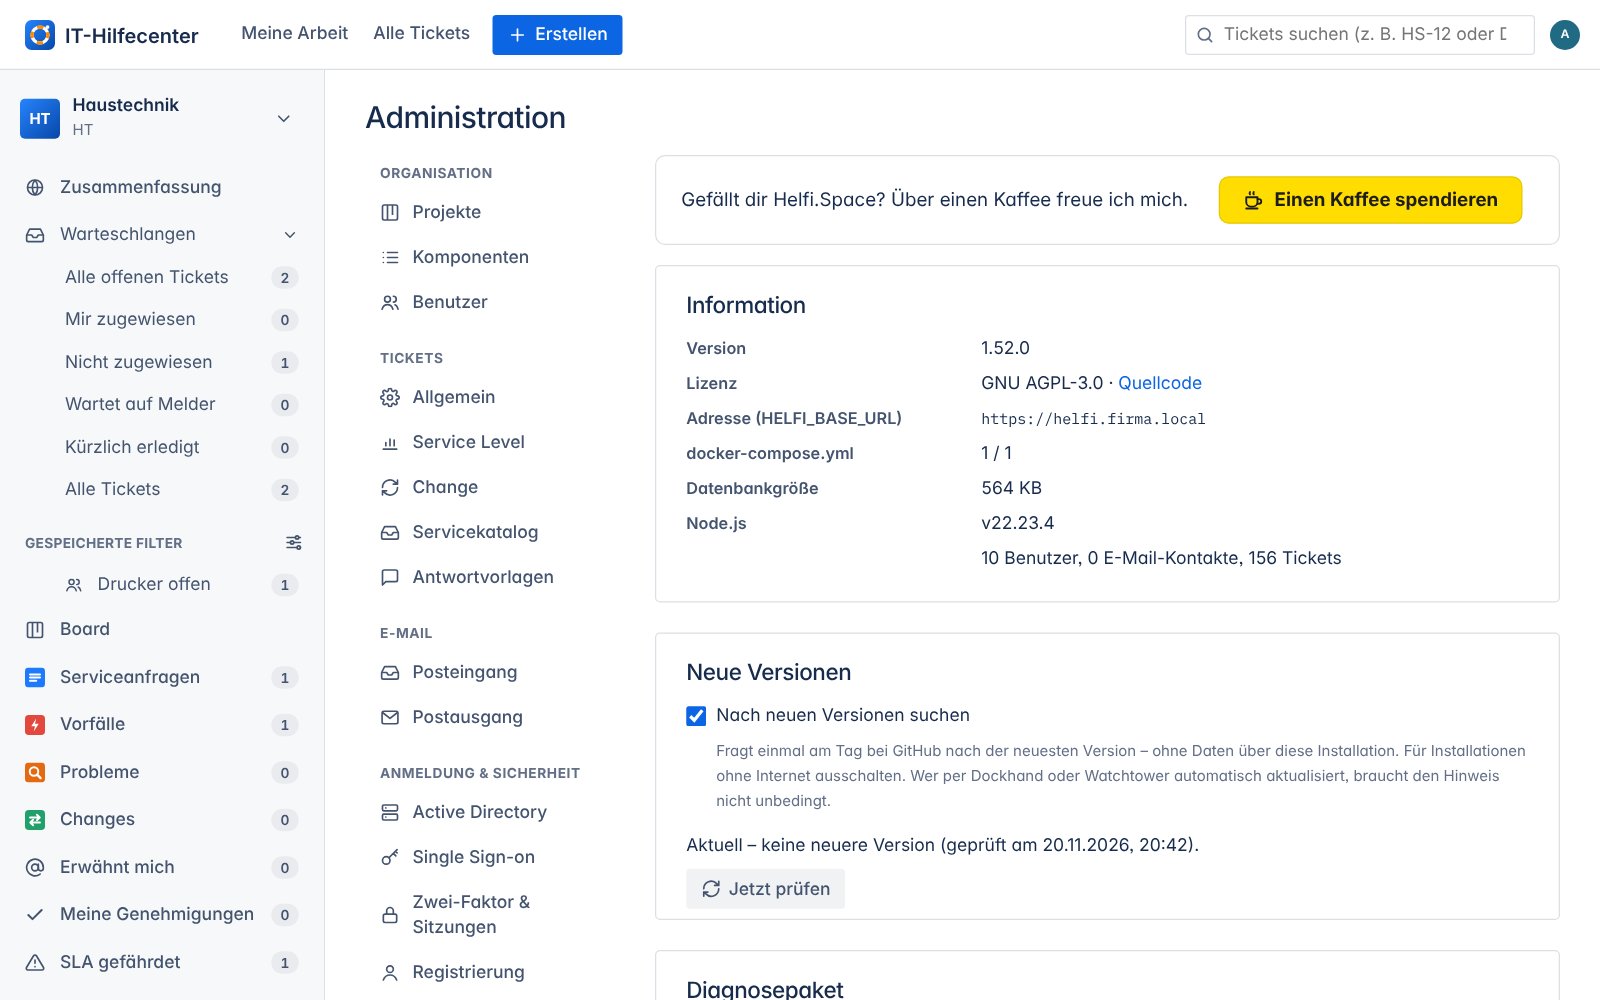 IT-Hilfecenter
Meine Arbeit
Alle Tickets
Erstellen
Tickets suchen (z. B. HS-12 oder D
A
HT
Haustechnik
HT
Zusammenfassung
Warteschlangen
Alle offenen Tickets 2
Mir zugewiesen 0
Nicht zugewiesen 1
Wartet auf Melder 0
Kürzlich erledigt 0
Alle Tickets 2
GESPEICHERTE FILTER
Drucker offen 1
Board
Serviceanfragen 1
Vorfälle 1
Probleme 0
Changes 0
Erwähnt mich 0
Meine Genehmigungen 0
SLA gefährdet 1
Administration
ORGANISATION
Projekte
Komponenten
Benutzer
TICKETS
Allgemein
Service Level
Change
Servicekatalog
Antwortvorlagen
E-MAIL
Posteingang
Postausgang
ANMELDUNG & SICHERHEIT
Active Directory
Single Sign-on
Zwei-Faktor &
Sitzungen
Registrierung
Gefällt dir Helfi.Space? Über einen Kaffee freue ich mich.
Einen Kaffee spendieren
Information
Version 1.52.0
Lizenz GNU AGPL-3.0 · Quellcode
Adresse (HELFI_BASE_URL) https://helfi.firma.local
docker-compose.yml 1 / 1
Datenbankgröße 564 KB
Node.js v22.23.4
10 Benutzer, 0 E-Mail-Kontakte, 156 Tickets
Neue Versionen
Nach neuen Versionen suchen
Fragt einmal am Tag bei GitHub nach der neuesten Version – ohne Daten über diese Installation. Für Installationen
ohne Internet ausschalten. Wer per Dockhand oder Watchtower automatisch aktualisiert, braucht den Hinweis
nicht unbedingt.
Aktuell – keine neuere Version (geprüft am 20.11.2026, 20:42).
Jetzt prüfen
Diagnosepaket